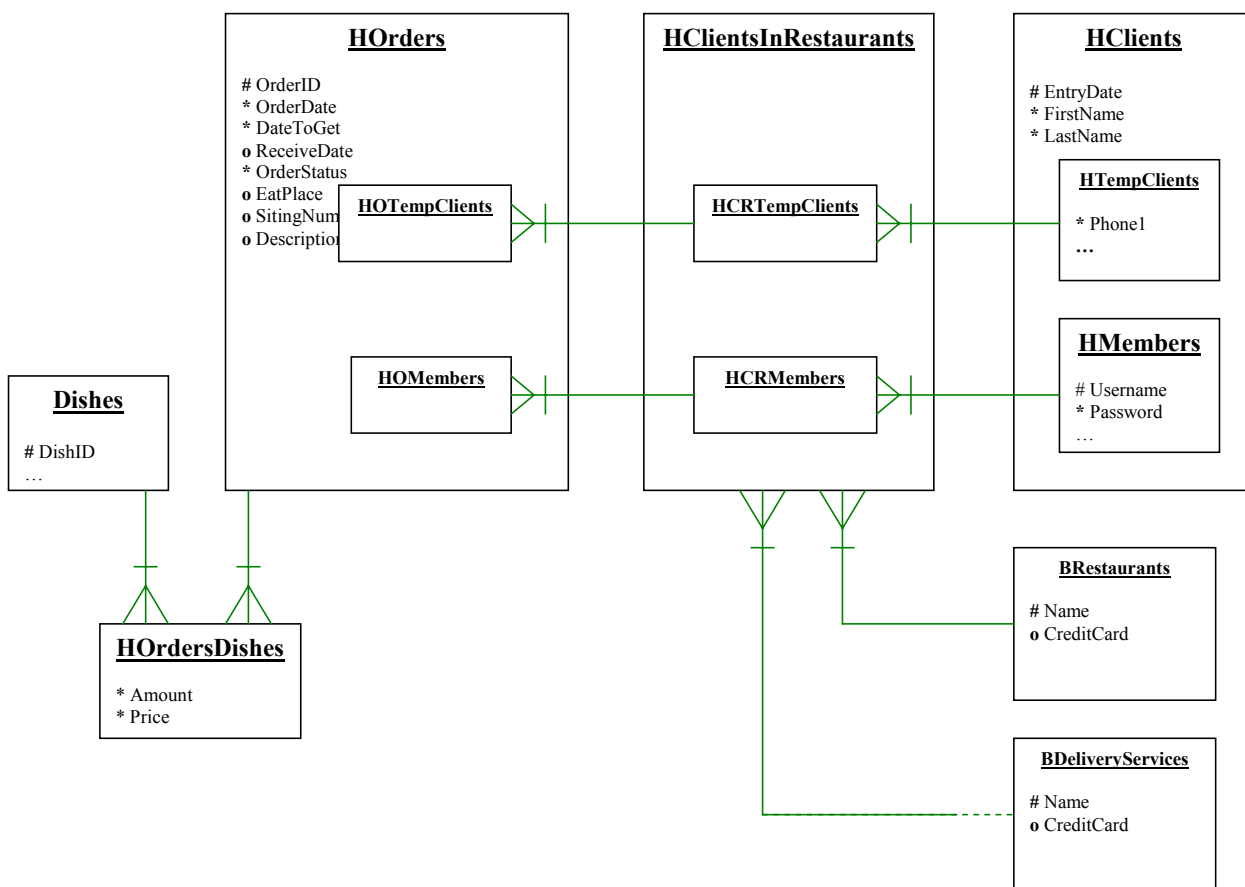 HOrders
# OrderID
* OrderDate
* DateToGet
o ReceiveDate
* OrderStatus
o EatPlace
o SitingNum
o Description
HOTempClients
HOMembers
HClientsInRestaurants
HCRTempClients
HCRMembers
HClients
# EntryDate
* FirstName
* LastName
HTempClients
* Phone1
...
HMembers
# Username
* Password
...
Dishes
# DishID
...
HOrdersDishes
* Amount
* Price
BRestaurants
# Name
o CreditCard
BDeliveryServices
# Name
o CreditCard